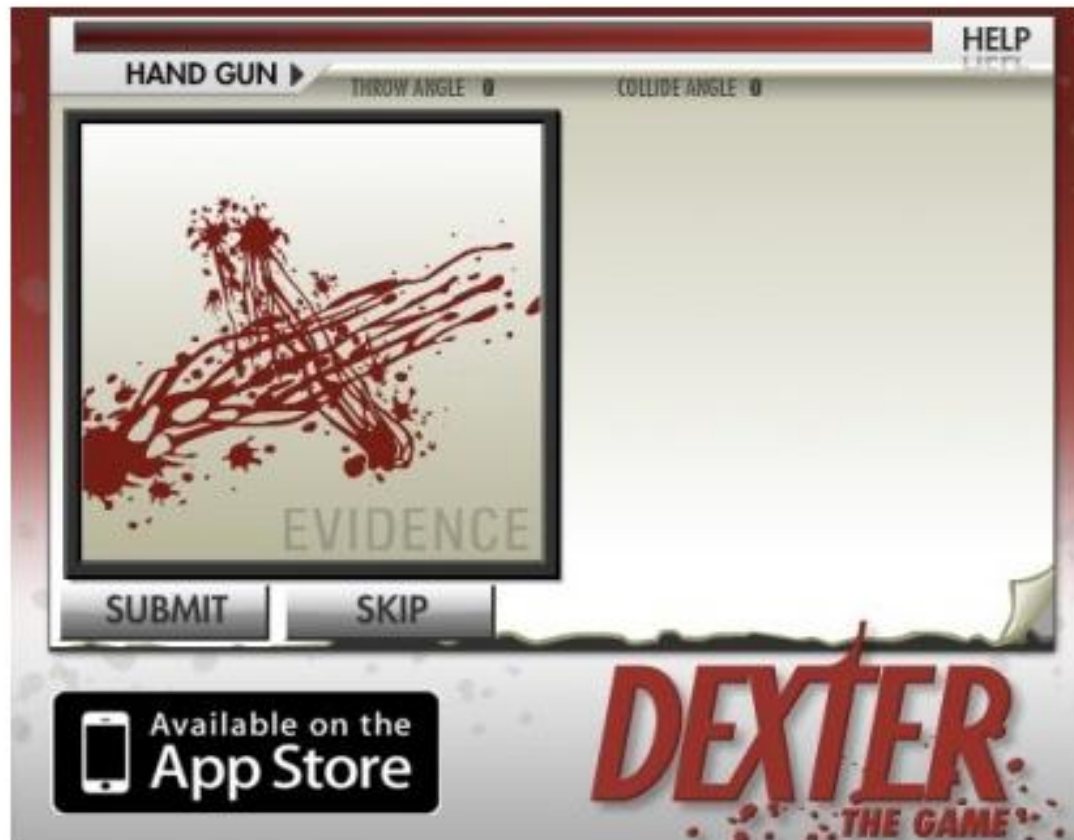 HELP
HAND GUN
THROW ANGLE 0
COLLIDE ANGLE 0
EVIDENCE
SUBMIT
SKIP
Available on the
App Store
DEXTER
THE GAME